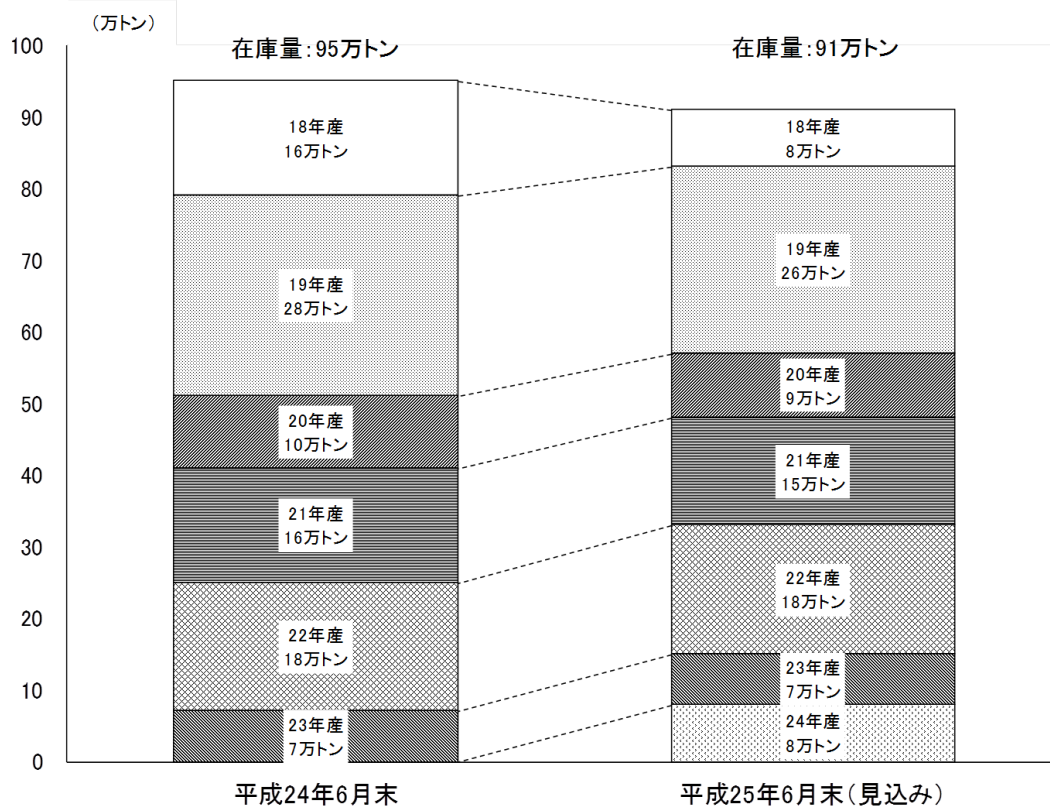 （万トン）
100
90
80
70
60
50
40
30
20
10
0
在庫量：95万トン
18年産
16万トン
19年産
28万トン
20年産
10万トン
21年産
16万トン
22年産
18万トン
23年産
7万トン
平成24年6月末
在庫量：91万トン
18年産
8万トン
19年産
26万トン
20年産
9万トン
21年産
15万トン
22年産
18万トン
23年産
7万トン
24年産
8万トン
平成25年6月末（見込み）